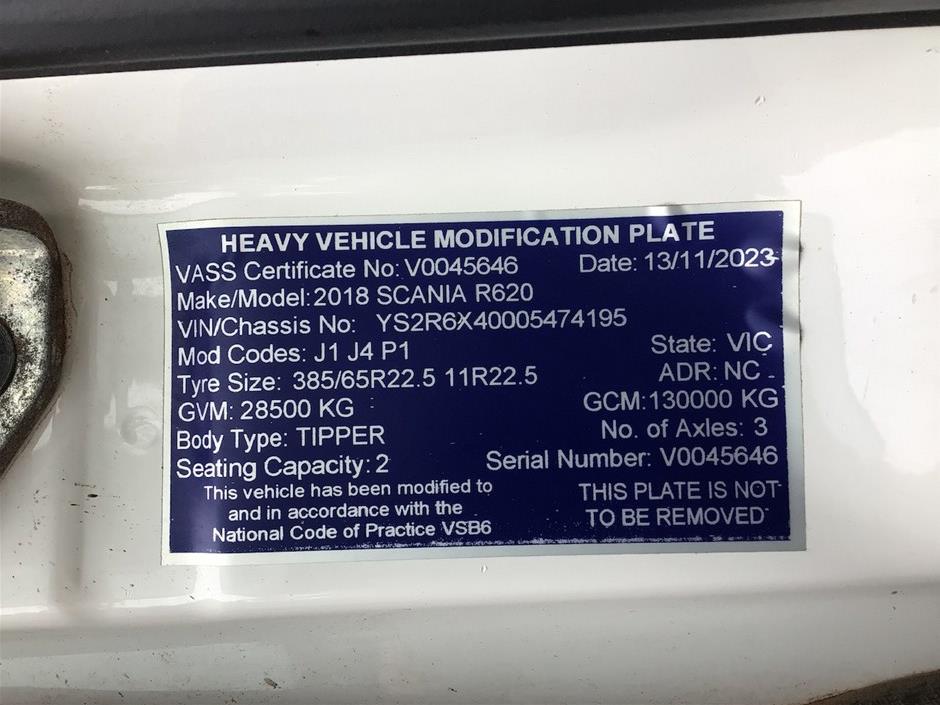 HEAVY VEHICLE MODIFICATION PLATE
VASS Certificate No: V0045646 Date: 13/11/2023
Make/Model: 2018 SCANIA R620
VIN/Chassis No: YS2R6X40005474195
Mod Codes: J1 J4 P1 State: VIC
Tyre Size: 385/65R22.5 11R22.5 ADR: NC
GVM: 28500 KG GCM: 130000 KG
Body Type: TIPPER No. of Axles: 3
Seating Capacity: 2 Serial Number: V0045646
This vehicle has been modified to
and in accordance with the
National Code of Practice VSB6
THIS PLATE IS NOT
TO BE REMOVED